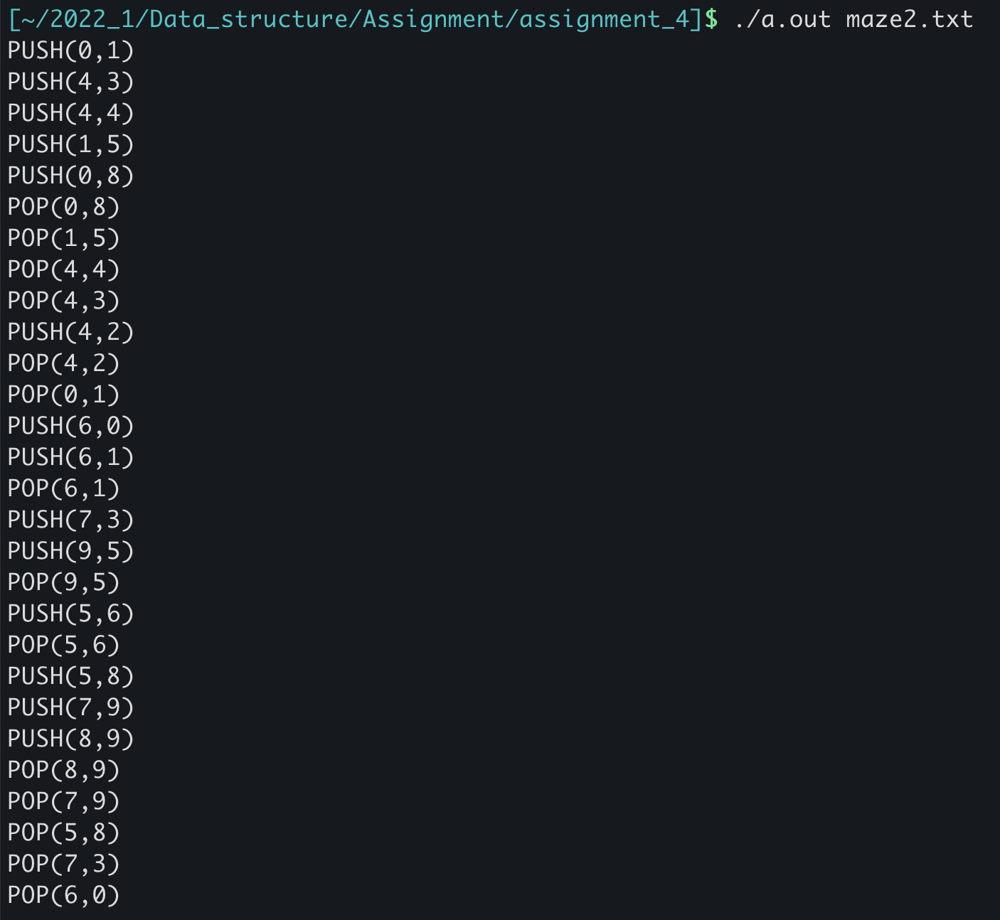 [~/2022_1/Data_structure/Assignment/assignment_4]$ ./a.out maze2.txt
PUSH(0,1)
PUSH(4,3)
PUSH(4,4)
PUSH(1,5)
PUSH(0,8)
POP(0,8)
POP(1,5)
POP(4,4)
POP(4,3)
PUSH(4,2)
POP(4,2)
POP(0,1)
PUSH(6,0)
PUSH(6,1)
POP(6,1)
PUSH(7,3)
PUSH(9,5)
POP(9,5)
PUSH(5,6)
POP(5,6)
PUSH(5,8)
PUSH(7,9)
PUSH(8,9)
POP(8,9)
POP(7,9)
POP(5,8)
POP(7,3)
POP(6,0)